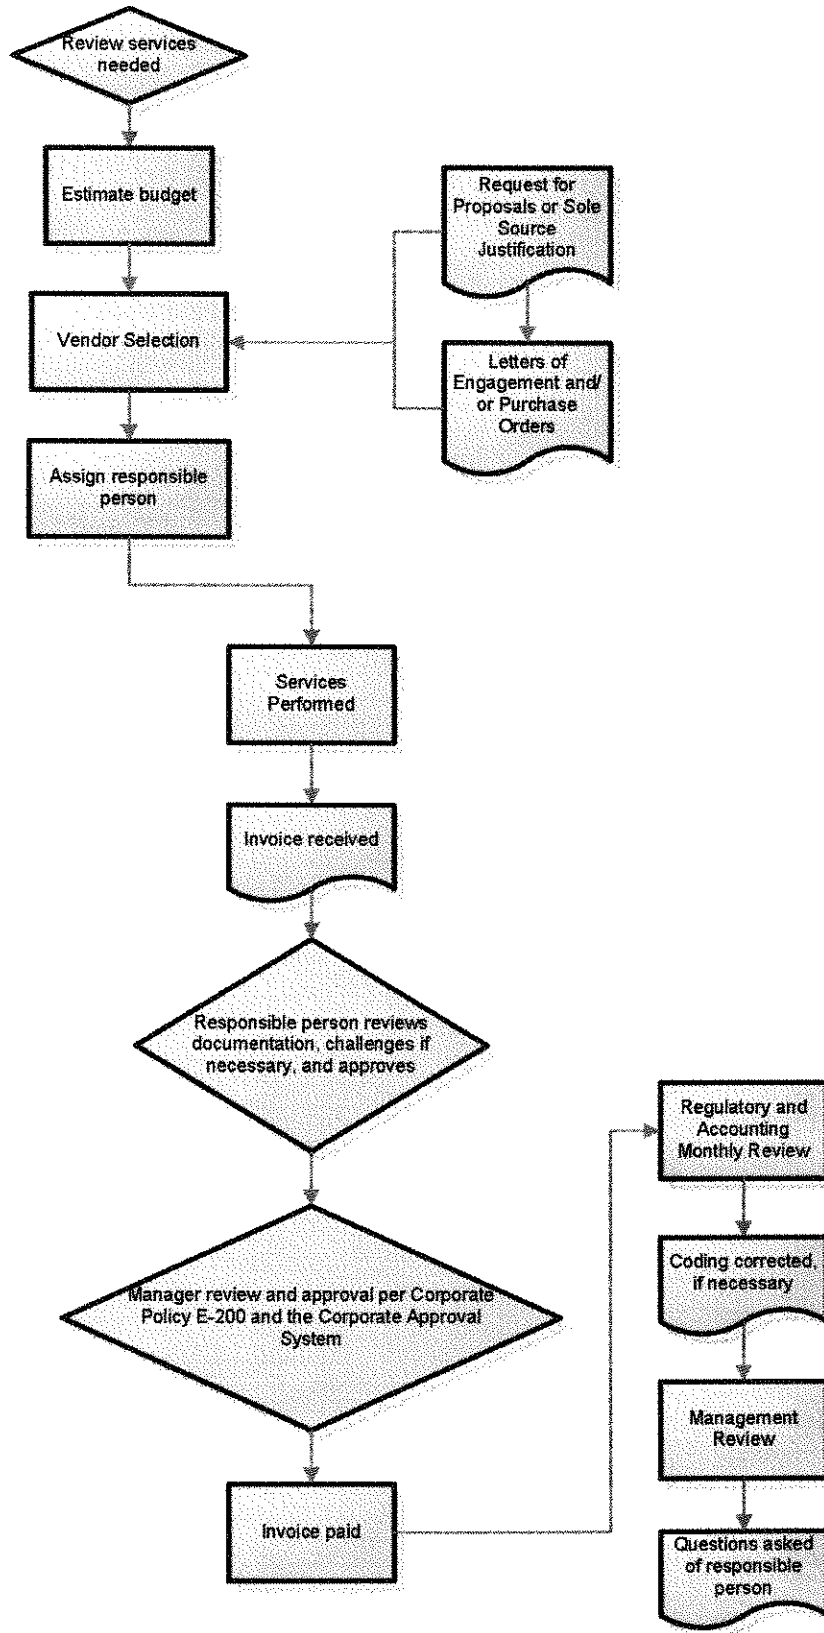 Review services
needed
Estimate budget
Request for
Proposals or Sole
Source
Justification
Vendor Selection
Letters of
Engagement and/
or Purchase
Orders
Assign responsible
person
Services
Performed
Invoice received
Responsible person reviews
documentation, challenges if
necessary, and approves
Manager review and approval per Corporate
Policy E-200 and the Corporate Approval
System
Invoice paid
Regulatory and
Accounting
Monthly Review
Coding corrected,
if necessary
Management
Review
Questions asked
of responsible
person